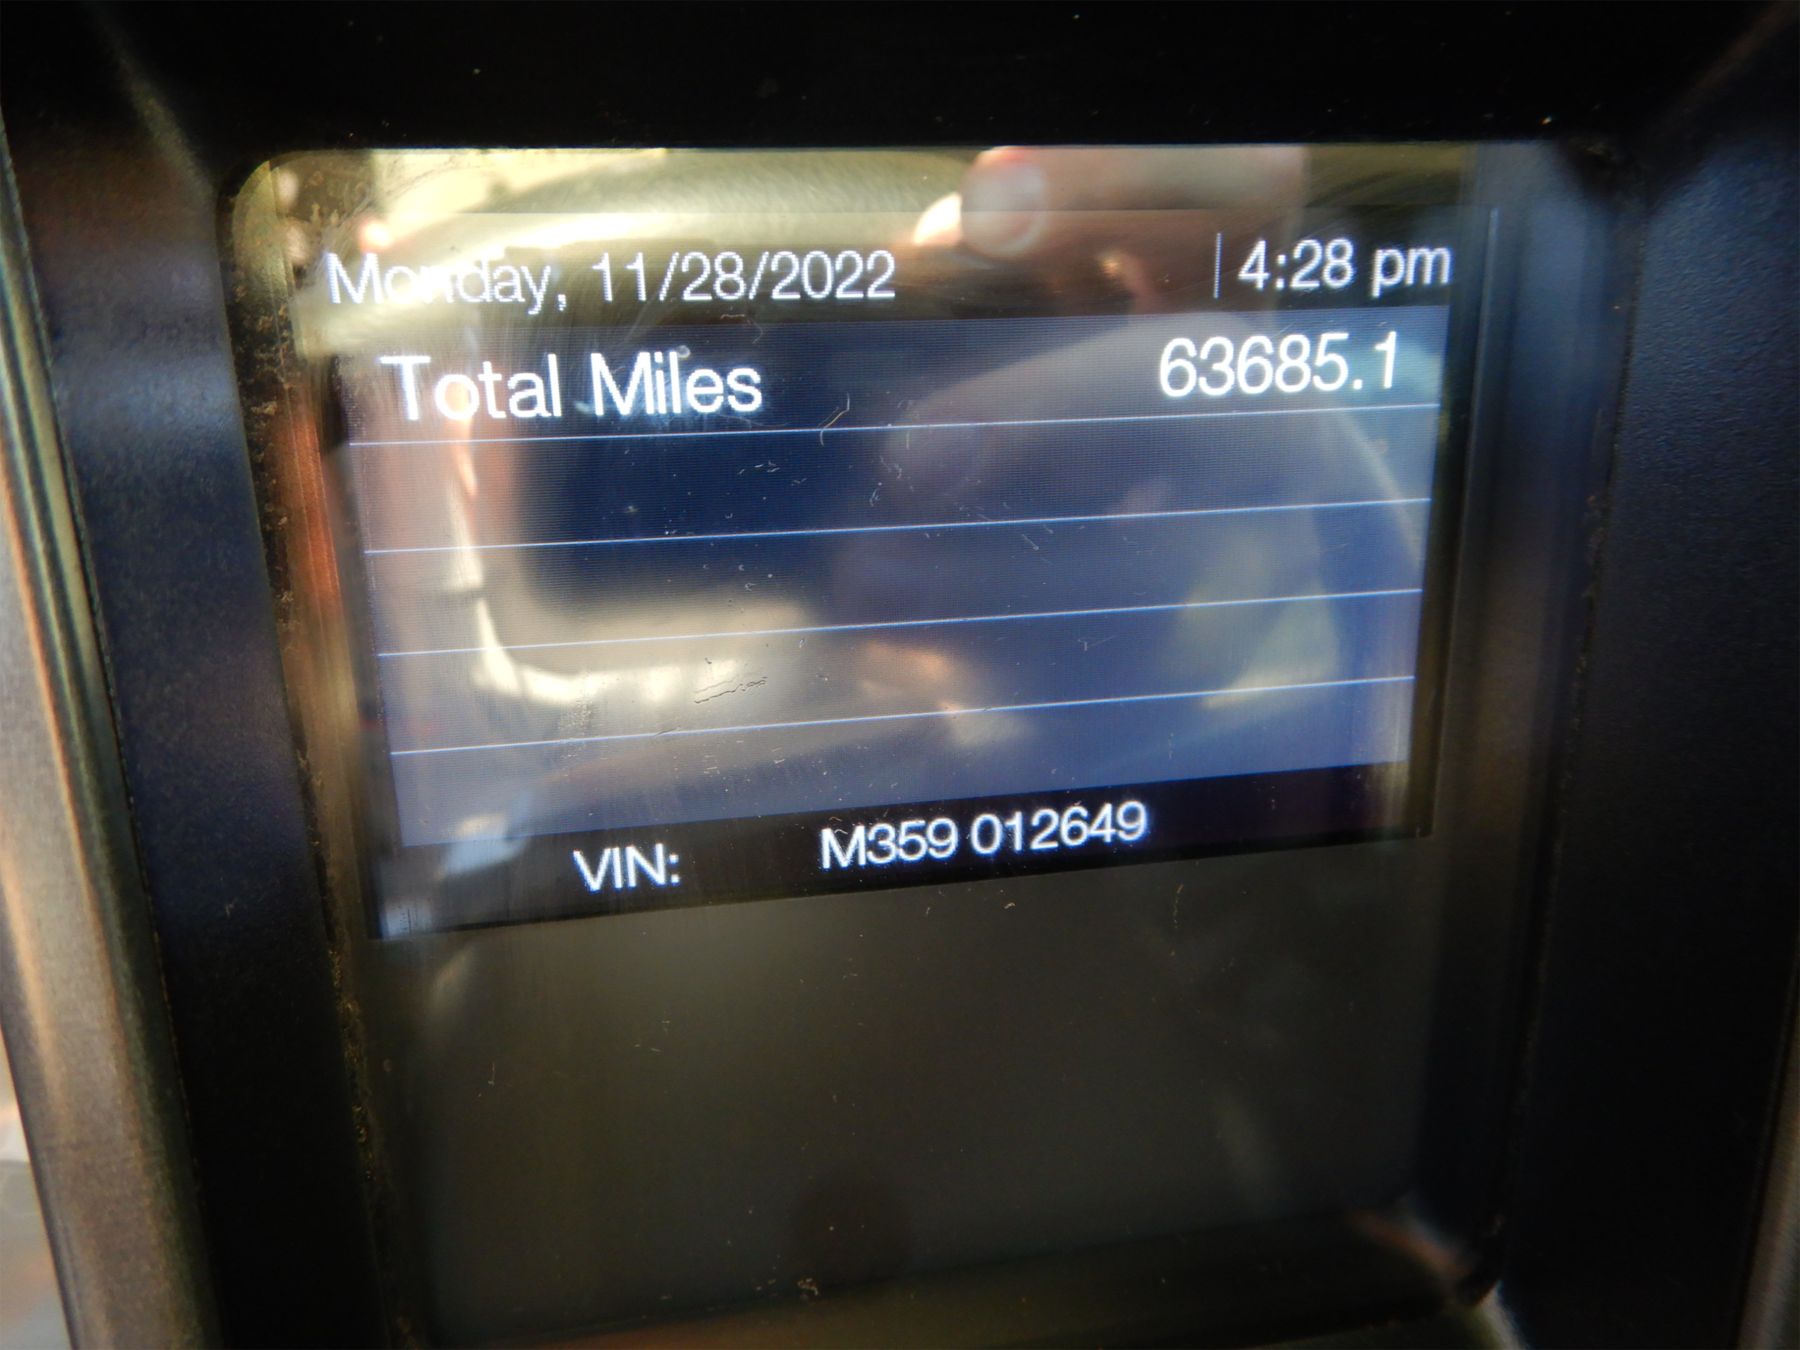 Monday, 11/28/2022 4:28 pm
Total Miles 63685.1
VIN: M359 012649